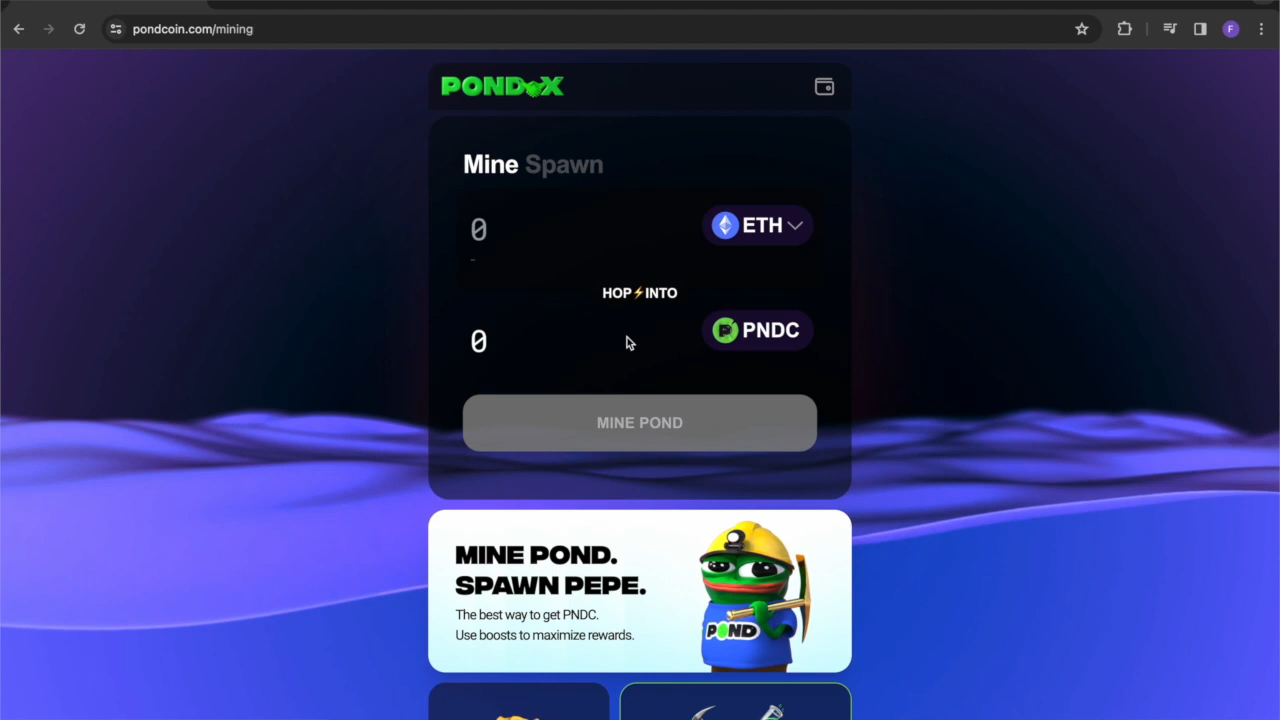 pondcoin.com/mining
F
POND X
Mine Spawn
0
ETH
-
HOP⚡INTO
0
PNDC
MINE POND
MINE POND.
SPAWN PEPE.
The best way to get PNDC.
Use boosts to maximize rewards.
POND